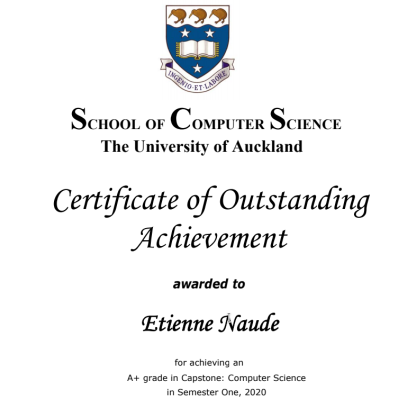 INGENIO·ET·LABORE
SCHOOL OF COMPUTER SCIENCE
The University of Auckland
Certificate of Outstanding
Achievement
awarded to
Etienne Naude
for achieving an
A+ grade in Capstone: Computer Science
in Semester One, 2020